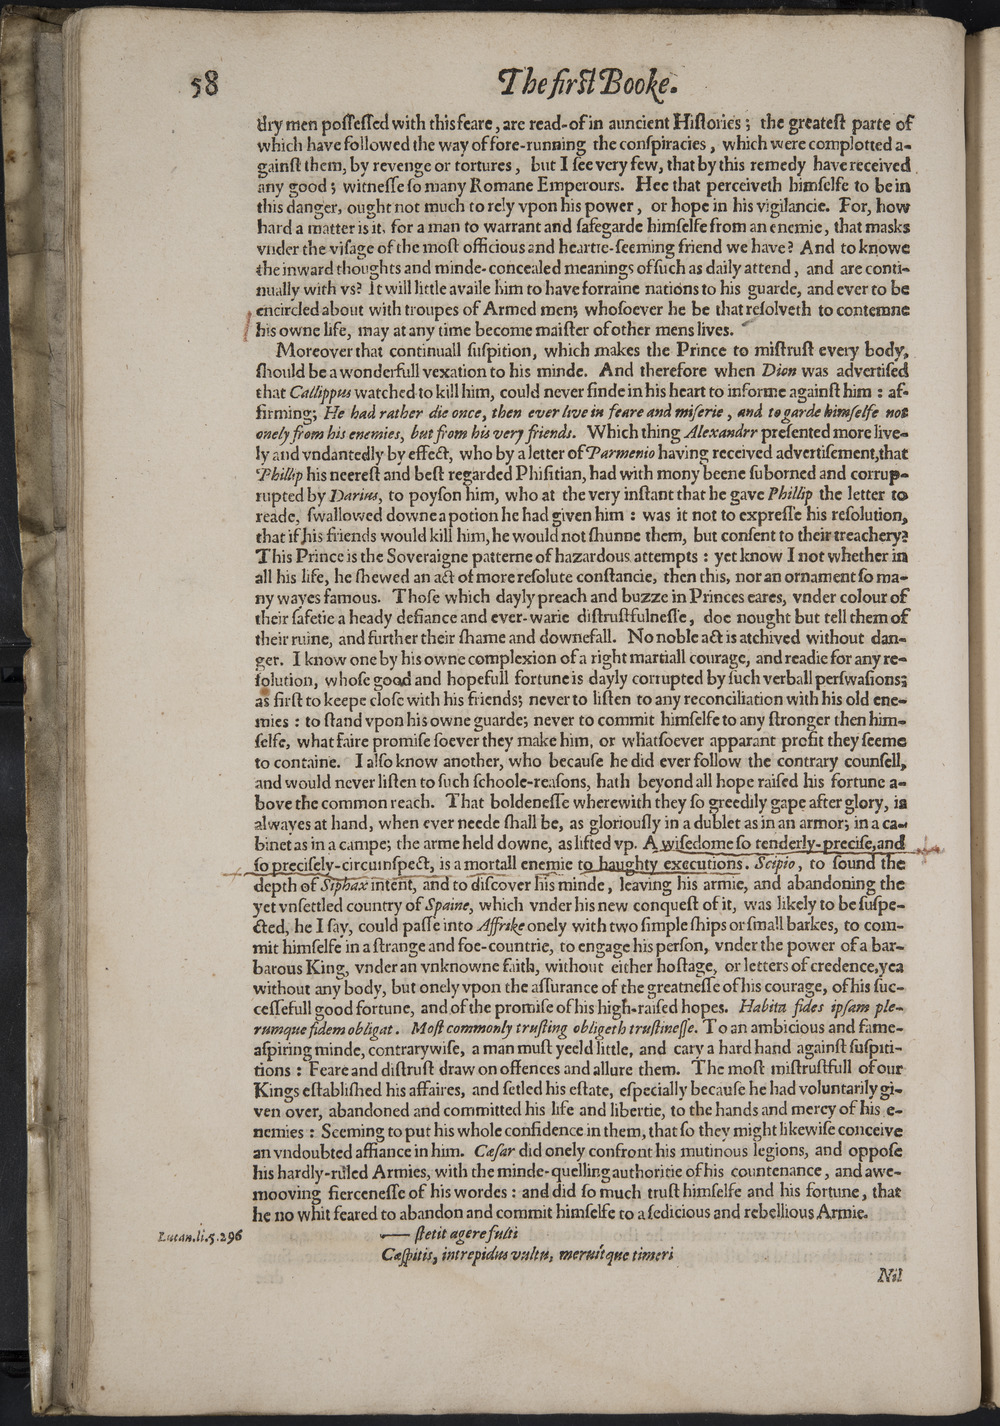 58
The first Booke.
dry men possessed with this feare, are read-of in auncient Histories; the greatest parte of
which have followed the way of fore-running the conspiracies, which were complotted a-
gainst them, by revenge or tortures, but I see very few, that by this remedy have received
any good; witnesse so many Romane Emperours. Hee that perceiveth himselfe to be in
this danger, ought not much to rely vpon his power, or hope in his vigilancie. For, how
hard a matter is it, for a man to warrant and safegarde himselfe from an enemie, that masks
vnder the visage of the most officious and heartie-seeming friend we have? And to knowe
the inward thoughts and minde-concealed meanings of such as daily attend, and are conti-
nually with vs? It will little availe him to have forraine nations to his guarde, and ever to be
encircled about with troupes of Armed men; whosoever he be that resolveth to contemne
his owne life, may at any time become maister of other mens lives.
Moreover that continuall suspition, which makes the Prince to mistrust every body,
should be a wonderfull vexation to his minde. And therefore when Dion was advertised
that Callippus watched to kill him, could never finde in his heart to informe against him : af-
firming; He had rather die once, then ever live in feare and miserie, and to garde himselfe not
onely from his enemies, but from his very friends. Which thing Alexandrr presented more live-
ly and vndantedly by effect, who by a letter of Parmenio having received advertisement, that
Phillip his neerest and best regarded Phisitian, had with mony beene suborned and corrup-
rupted by Darius, to poyson him, who at the very instant that he gave Phillip the letter to
reade, swallowed downe a potion he had given him : was it not to expresse his resolution,
that if his friends would kill him, he would not shunne them, but consent to their treachery?
This Prince is the Soveraigne patterne of hazardous attempts : yet know I not whether in
all his life, he shewed an act of more resolute constancie, then this, nor an ornament so ma-
ny wayes famous. Those which dayly preach and buzze in Princes eares, vnder colour of
their safetie a heady defiance and ever-warie distrustfulnesse, doe nought but tell them of
their ruine, and further their shame and downefall. No noble act is atchived without dan-
ger. I know one by his owne complexion of a right martiall courage, and readie for any re-
solution, whose good and hopefull fortune is dayly corrupted by such verball perswasions;
as first to keepe close with his friends; never to listen to any reconciliation with his old ene-
mies : to stand vpon his owne guarde; never to commit himselfe to any stronger then him-
selfe, what faire promise soever they make him, or whatsoever apparant profit they seeme
to containe. I also know another, who because he did ever follow the contrary counsell,
and would never listen to such schoole-reasons, hath beyond all hope raised his fortune a-
bove the common reach. That boldenesse wherewith they so greedily gape after glory, is
alwayes at hand, when ever neede shall be, as gloriously in a dublet as in an armor; in a ca-
binet as in a campe; the arme held downe, as lifted vp. A wisedome so tenderly-precise, and
so precisely-circumspect, is a mortall enemie to haughty executions. Scipio, to sound the
depth of Siphax intent, and to discover his minde, leaving his armie, and abandoning the
yet vnsettled country of Spaine, which vnder his new conquest of it, was likely to be suspe-
cted, he I say, could passe into Affrike onely with two simple ships or small barkes, to com-
mit himselfe in a strange and foe-countrie, to engage his person, vnder the power of a bar-
barous King, vnder an vnknowne faith, without either hostage, or letters of credence, yea
without any body, but onely vpon the assurance of the greatnesse of his courage, of his suc-
cessefull good fortune, and of the promise of his high-raised hopes. Habita fides ipsam ple-
rumque fidem obligat. Most commonly trusting obligeth trustinesse. To an ambicious and fame-
aspiring minde, contrarywise, a man must yeeld little, and cary a hard hand against suspiti-
tions : Feare and distrust draw on offences and allure them. The most mistrustfull of our
Kings established his affaires, and setled his estate, especially because he had voluntarily gi-
ven over, abandoned and committed his life and libertie, to the hands and mercy of his e-
nemies : Seeming to put his whole confidence in them, that so they might likewise conceive
an vndoubted affiance in him. Cæsar did onely confront his mutinous legions, and oppose
his hardly-ruled Armies, with the minde-quelling authoritie of his countenance, and awe-
mooving fiercenesse of his wordes : and did so much trust himselfe and his fortune, that
he no whit feared to abandon and commit himselfe to a sedicious and rebellious Armie.
Lucan. li. 5. 296
—— stetit agere fulti
Cæspitis, intrepidus vultu, meruitque timeri
Nil